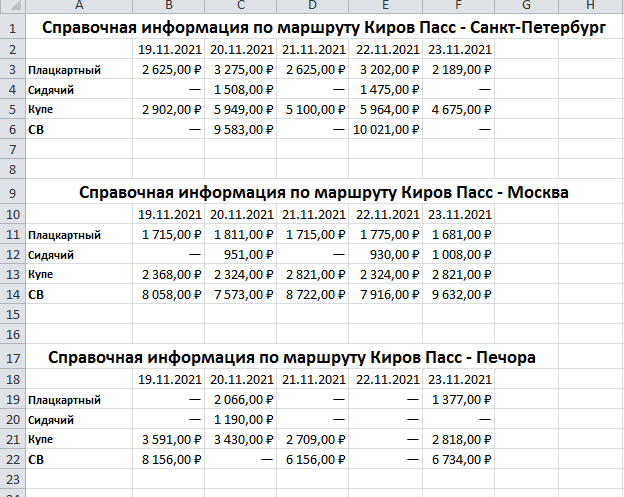 A B C D E F G H
1 Справочная информация по маршруту Киров Пасс - Санкт-Петербург
2 19.11.2021 20.11.2021 21.11.2021 22.11.2021 23.11.2021
3 Плацкартный 2 625,00 ₽ 3 275,00 ₽ 2 625,00 ₽ 3 202,00 ₽ 2 189,00 ₽
4 Сидячий — 1 508,00 ₽ — 1 475,00 ₽ —
5 Купе 2 902,00 ₽ 5 949,00 ₽ 5 100,00 ₽ 5 964,00 ₽ 4 675,00 ₽
6 СВ — 9 583,00 ₽ — 10 021,00 ₽ —
7
8
9 Справочная информация по маршруту Киров Пасс - Москва
10 19.11.2021 20.11.2021 21.11.2021 22.11.2021 23.11.2021
11 Плацкартный 1 715,00 ₽ 1 811,00 ₽ 1 715,00 ₽ 1 775,00 ₽ 1 681,00 ₽
12 Сидячий — 951,00 ₽ — 930,00 ₽ 1 008,00 ₽
13 Купе 2 368,00 ₽ 2 324,00 ₽ 2 821,00 ₽ 2 324,00 ₽ 2 821,00 ₽
14 СВ 8 058,00 ₽ 7 573,00 ₽ 8 722,00 ₽ 7 916,00 ₽ 9 632,00 ₽
15
16
17 Справочная информация по маршруту Киров Пасс - Печора
18 19.11.2021 20.11.2021 21.11.2021 22.11.2021 23.11.2021
19 Плацкартный — 2 066,00 ₽ — — 1 377,00 ₽
20 Сидячий — 1 190,00 ₽ — — —
21 Купе 3 591,00 ₽ 3 430,00 ₽ 2 709,00 ₽ — 2 818,00 ₽
22 СВ 8 156,00 ₽ — 6 156,00 ₽ — 6 734,00 ₽
23